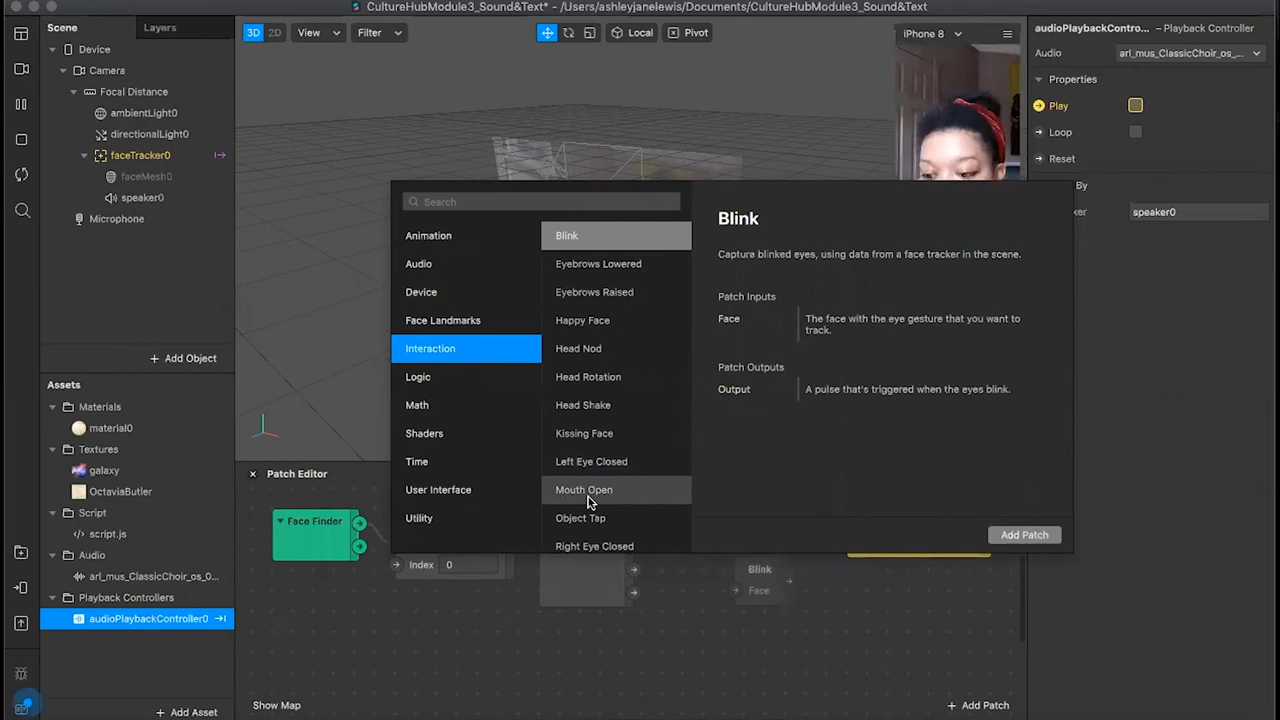 CultureHubModule3_Sound&Text* - /Users/ashleyjanelewis/Documents/CultureHubModule3_Sound&Text
Scene
Layers
Device
Camera
Focal Distance
ambientLight0
directionalLight0
faceTracker0
faceMesh0
speaker0
Microphone
+ Add Object
Assets
Materials
material0
Textures
galaxy
OctaviaButler
Script
script.js
Audio
arl_mus_ClassicChoir_os_0...
Playback Controllers
audioPlaybackController0
+ Add Asset
3D 2D View Filter Local Pivot
iPhone 8
Search
Animation
Audio
Device
Face Landmarks
Interaction
Logic
Math
Shaders
Time
User Interface
Utility
Blink
Eyebrows Lowered
Eyebrows Raised
Happy Face
Head Nod
Head Rotation
Head Shake
Kissing Face
Left Eye Closed
Mouth Open
Object Tap
Right Eye Closed
Blink
Capture blinked eyes, using data from a face tracker in the scene.
Patch Inputs
Face The face with the eye gesture that you want to
track.
Patch Outputs
Output A pulse that's triggered when the eyes blink.
Add Patch
Patch Editor
Face Finder
Index 0
Blink
Face
Show Map
+ Add Patch
audioPlaybackContro... – Playback Controller
Audio arl_mus_ClassicChoir_os_...
Properties
Play
Loop
Reset
By
ker speaker0